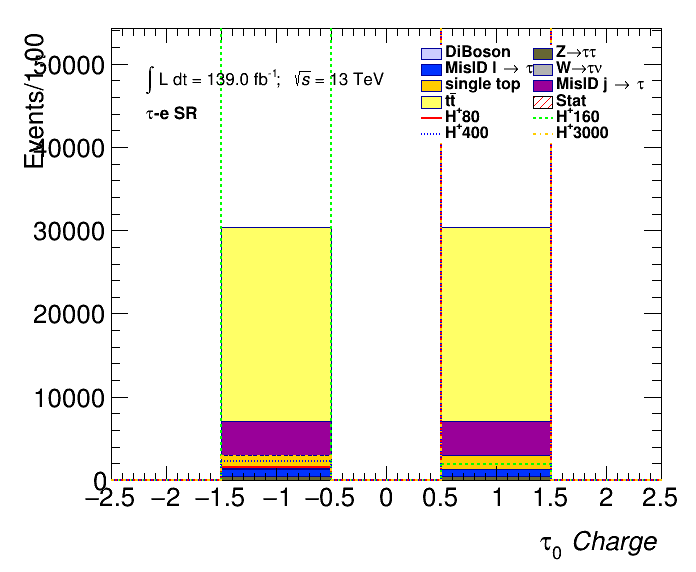 Events/1.00
50000
40000
30000
20000
10000
0
∫ L dt = 139.0 fb⁻¹; √s = 13 TeV
τ-e SR
DiBoson Z→ττ
MisID l → τ W→τν
single top MisID j → τ
tt̄ Stat
H⁺80 H⁺160
H⁺400 H⁺3000
−2.5 −2 −1.5 −1 −0.5 0 0.5 1 1.5 2 2.5
τ₀ Charge